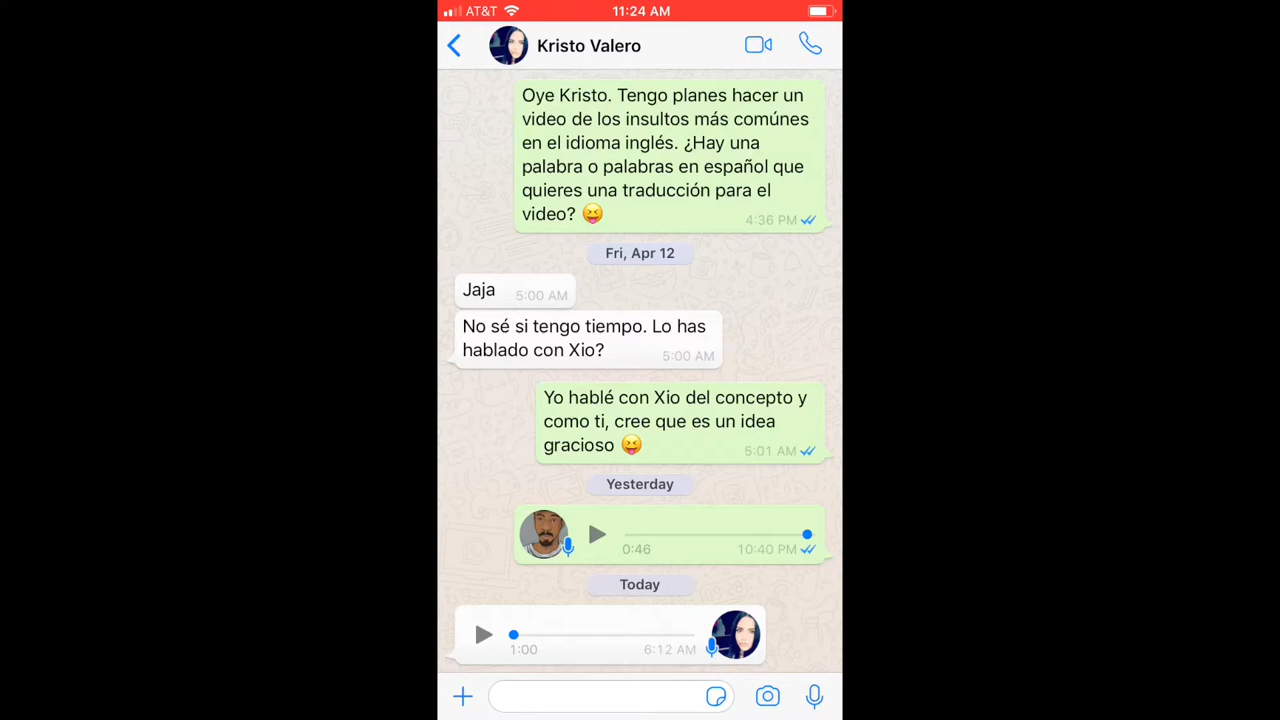 AT&T
11:24 AM
Kristo Valero
Oye Kristo. Tengo planes hacer un
video de los insultos más comúnes
en el idioma inglés. ¿Hay una
palabra o palabras en español que
quieres una traducción para el
video? 😝
4:36 PM
Fri, Apr 12
Jaja
5:00 AM
No sé si tengo tiempo. Lo has
hablado con Xio?
5:00 AM
Yo hablé con Xio del concepto y
como ti, cree que es un idea
gracioso 😝
5:01 AM
Yesterday
0:46
10:40 PM
Today
1:00
6:12 AM